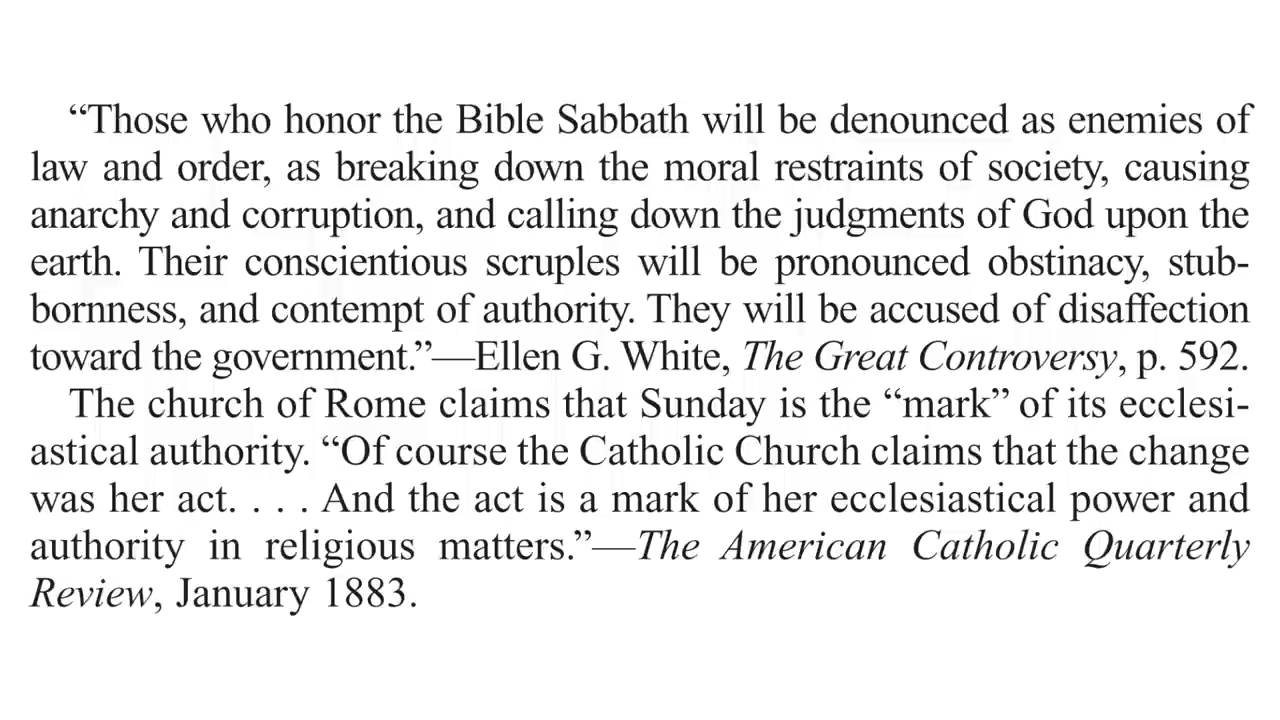 “Those who honor the Bible Sabbath will be denounced as enemies of
law and order, as breaking down the moral restraints of society, causing
anarchy and corruption, and calling down the judgments of God upon the
earth. Their conscientious scruples will be pronounced obstinacy, stub-
bornness, and contempt of authority. They will be accused of disaffection
toward the government.”—Ellen G. White, The Great Controversy, p. 592.
The church of Rome claims that Sunday is the “mark” of its ecclesi-
astical authority. “Of course the Catholic Church claims that the change
was her act. . . . And the act is a mark of her ecclesiastical power and
authority in religious matters.”—The American Catholic Quarterly
Review, January 1883.